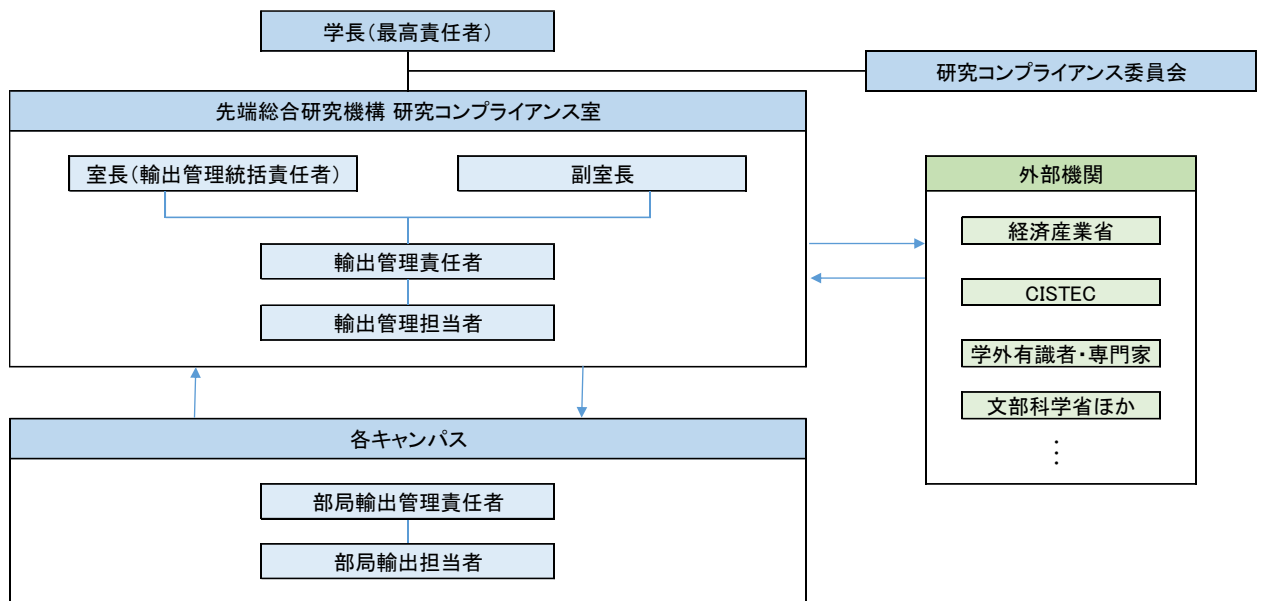 学長（最高責任者）
研究コンプライアンス委員会
先端総合研究機構 研究コンプライアンス室
室長（輸出管理統括責任者）
副室長
輸出管理責任者
輸出管理担当者
外部機関
経済産業省
CISTEC
学外有識者・専門家
文部科学省ほか
⋮
各キャンパス
部局輸出管理責任者
部局輸出担当者